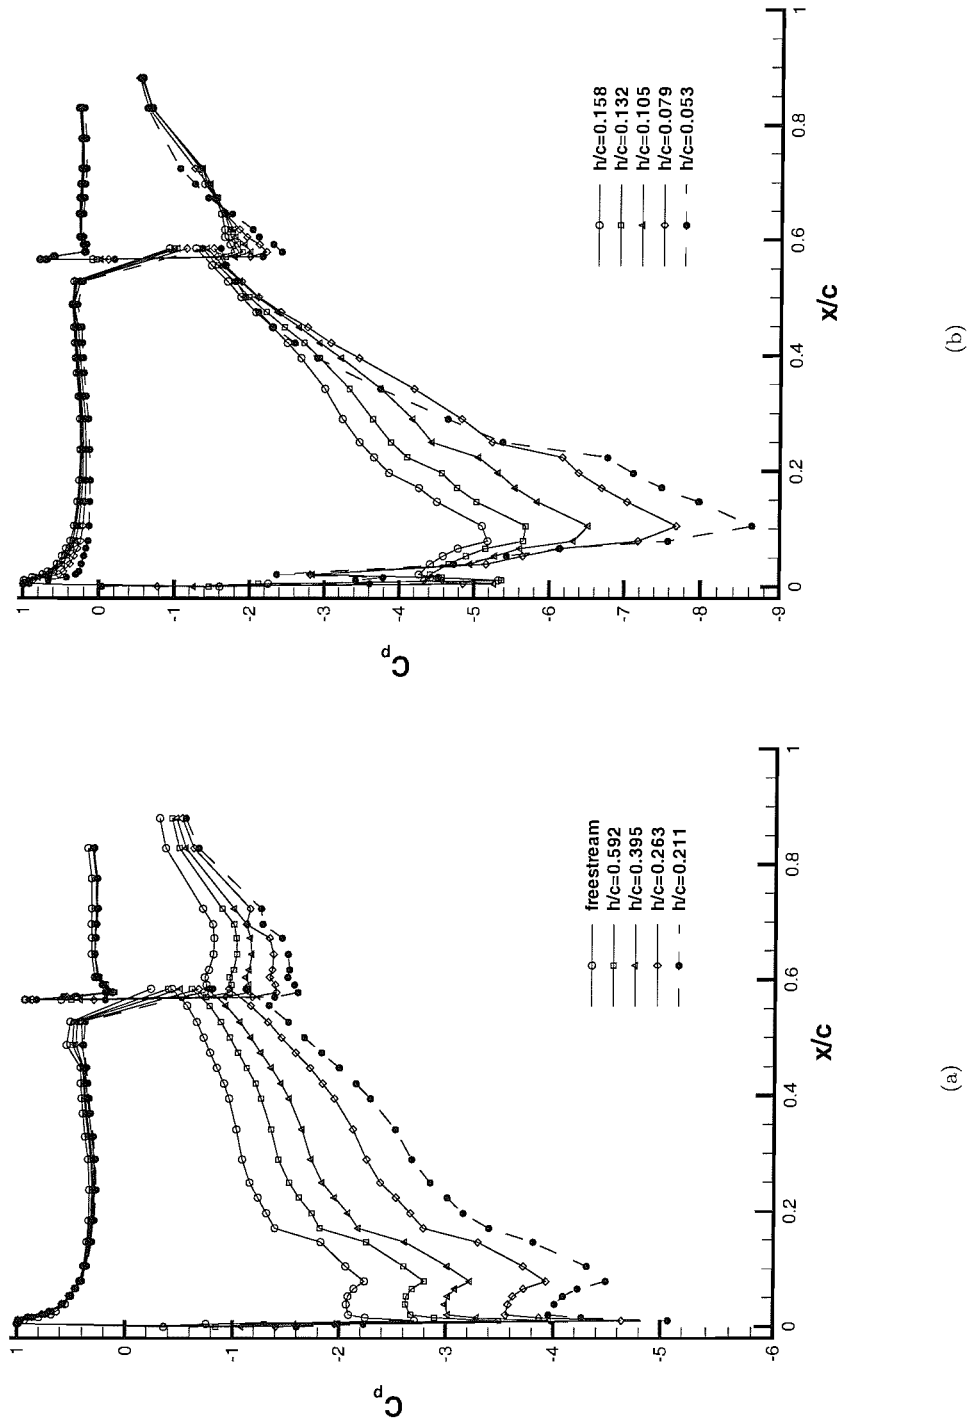 1
0
-1
-2
-3
-4
-5
-6
C p
0
0.2
0.4
0.6
0.8
1
x/c
freestream
h/c=0.592
h/c=0.395
h/c=0.263
h/c=0.211
(a)
1
0
-1
-2
-3
-4
-5
-6
-7
-8
-9
C p
0
0.2
0.4
0.6
0.8
1
x/c
h/c=0.158
h/c=0.132
h/c=0.105
h/c=0.079
h/c=0.053
(b)